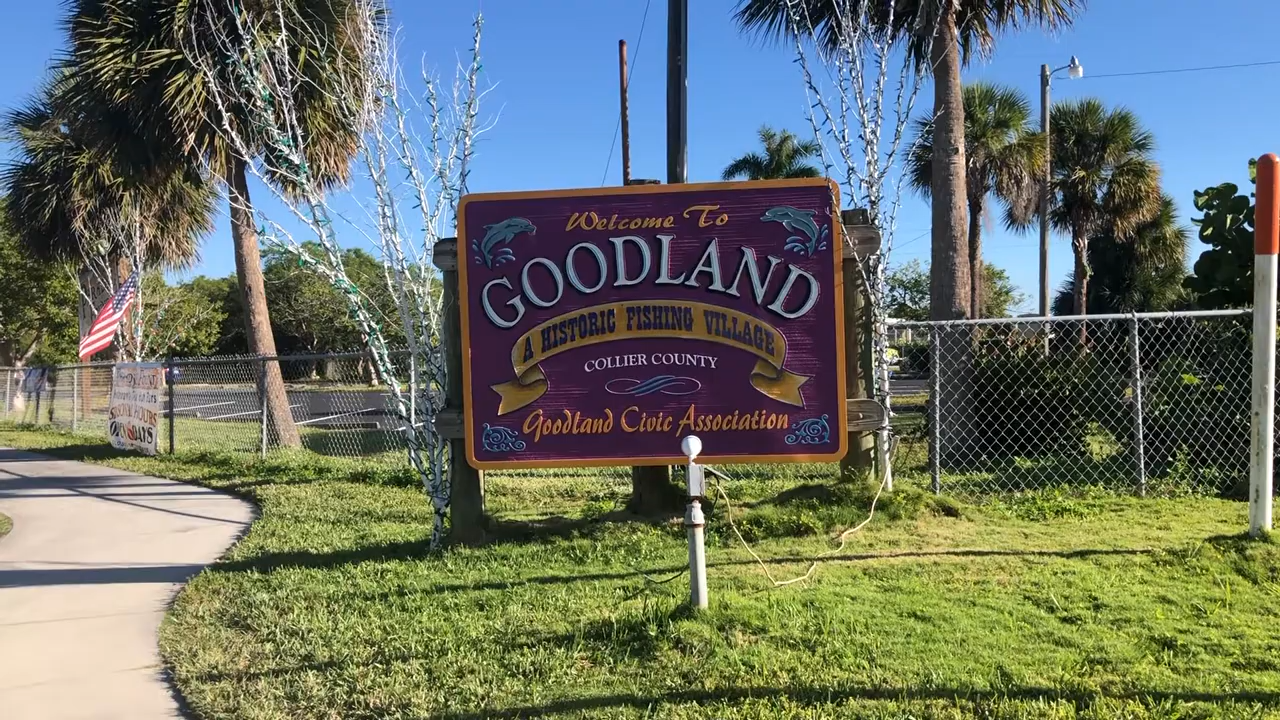 Welcome To
GOODLAND
A HISTORIC FISHING VILLAGE
COLLIER COUNTY
Goodland Civic Association